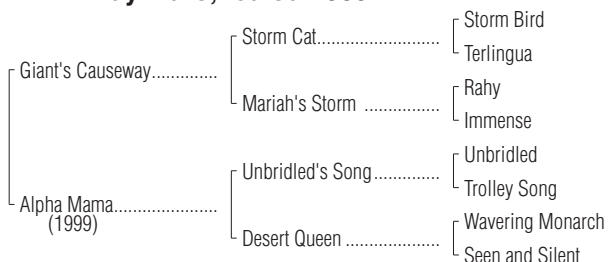 Storm Bird
Storm Cat........................
Terlingua
Giant's Causeway.............
Rahy
Mariah's Storm ...............
Immense
Unbridled
Unbridled's Song.............
Trolley Song
Alpha Mama....................
(1999)
Wavering Monarch
Desert Queen ..................
Seen and Silent